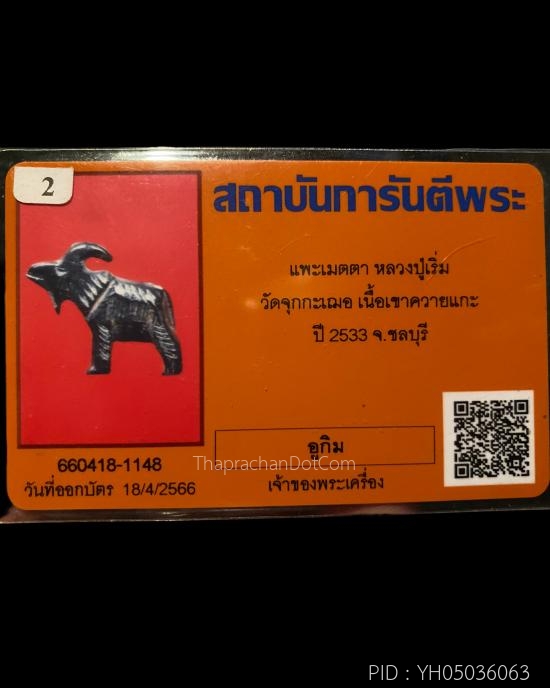 2
สถาบันการันตีพระ
แพะเมตตา หลวงปู่เริ่ม
วัดจุกกะเฌอ เนื้อเขาควายแกะ
ปี 2533 จ.ชลบุรี
อูกิม
660418-1148
ThaprachanDotCom
วันที่ออกบัตร 18/4/2566
เจ้าของพระเครื่อง
PID : YH05036063